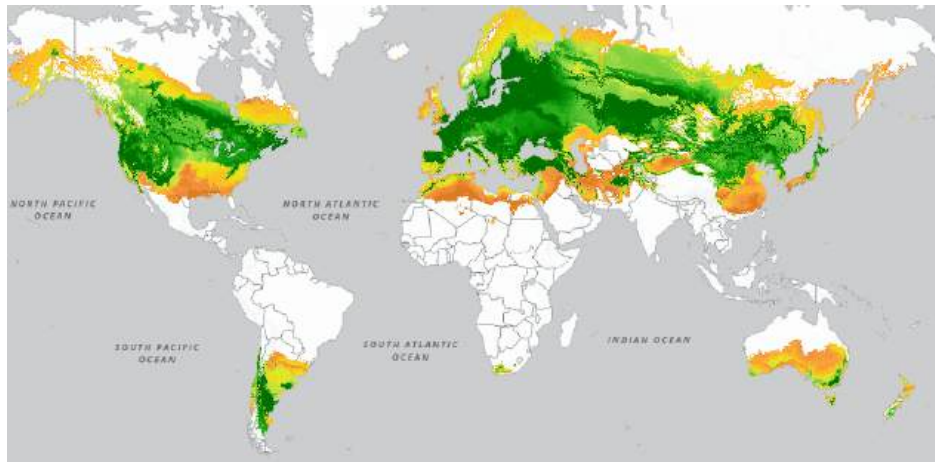 NORTH PACIFIC
OCEAN
NORTH ATLANTIC
OCEAN
SOUTH PACIFIC
OCEAN
SOUTH ATLANTIC
OCEAN
INDIAN OCEAN